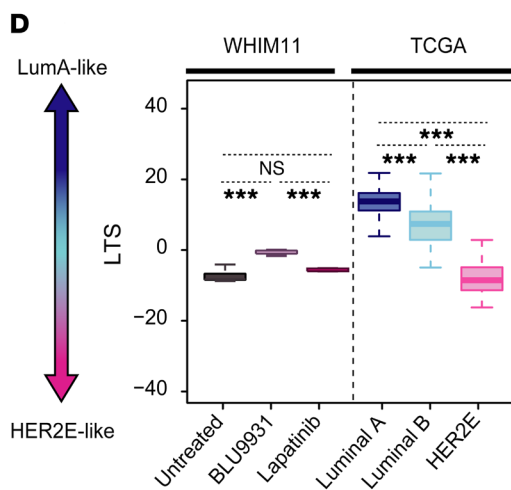 D
WHIM11 TCGA
LumA-like
HER2E-like
LTS
40
20
0
−20
−40
NS
*** ***
***
*** ***
Untreated
BLU9931
Lapatinib
Luminal A
Luminal B
HER2E